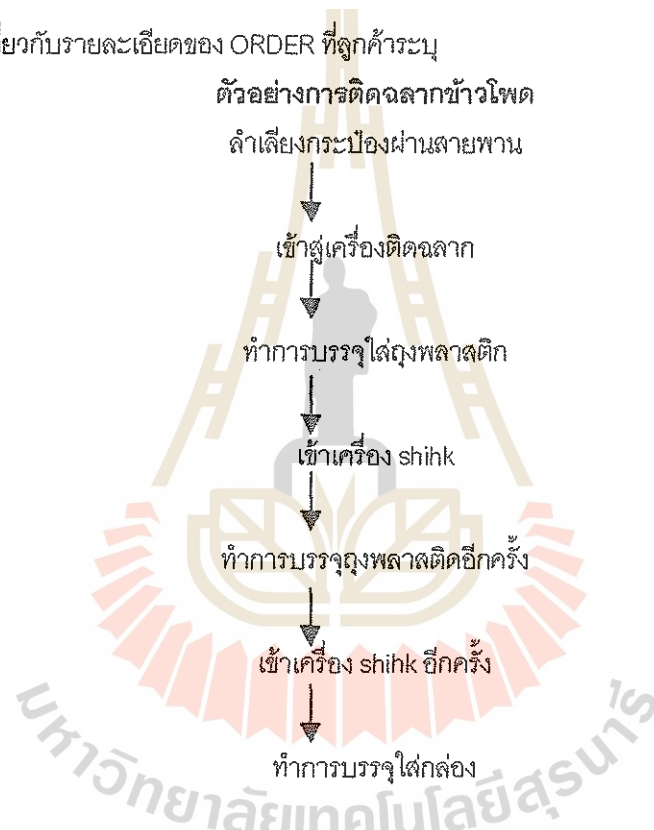 ยวกับรายละเอียดของ ORDER ที่ลูกค้าระบุ
ตัวอย่างการติดฉลากข้าวโพด
ลำเลียงกระป๋องผ่านสายพาน
เข้าสู่เครื่องติดฉลาก
ทำการบรรจุใส่ถุงพลาสติก
เข้าเครื่อง shihk
ทำการบรรจุถุงพลาสติดอีกครั้ง
เข้าเครื่อง shihk อีกครั้ง
ทำการบรรจุใส่กล่อง
มหาวิทยาลัยเทคโนโลยีสุรนารี